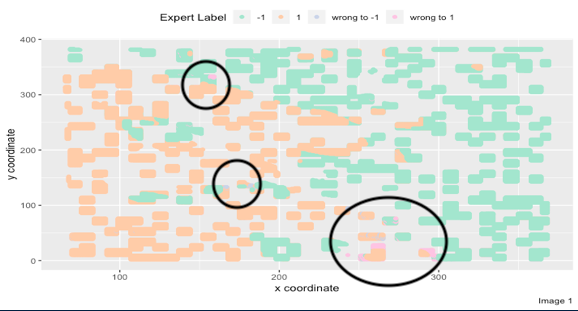 Expert Label -1 1 wrong to -1 wrong to 1
400
300
200
100
0
y coordinate
100 200 300
x coordinate
Image 1